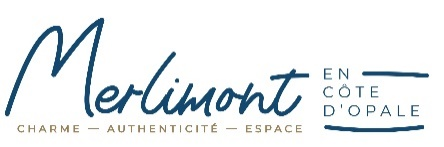 Merlimont
EN
CÔTE
D'OPALE
CHARME — AUTHENTICITÉ — ESPACE